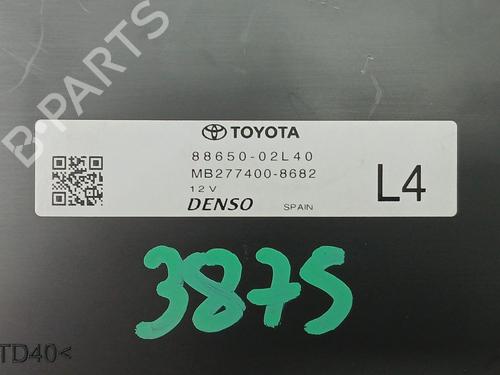 B-PARTS
TOYOTA
88650-02L40
MB277400-8682
12V
DENSO SPAIN
L4
3875
TD40<